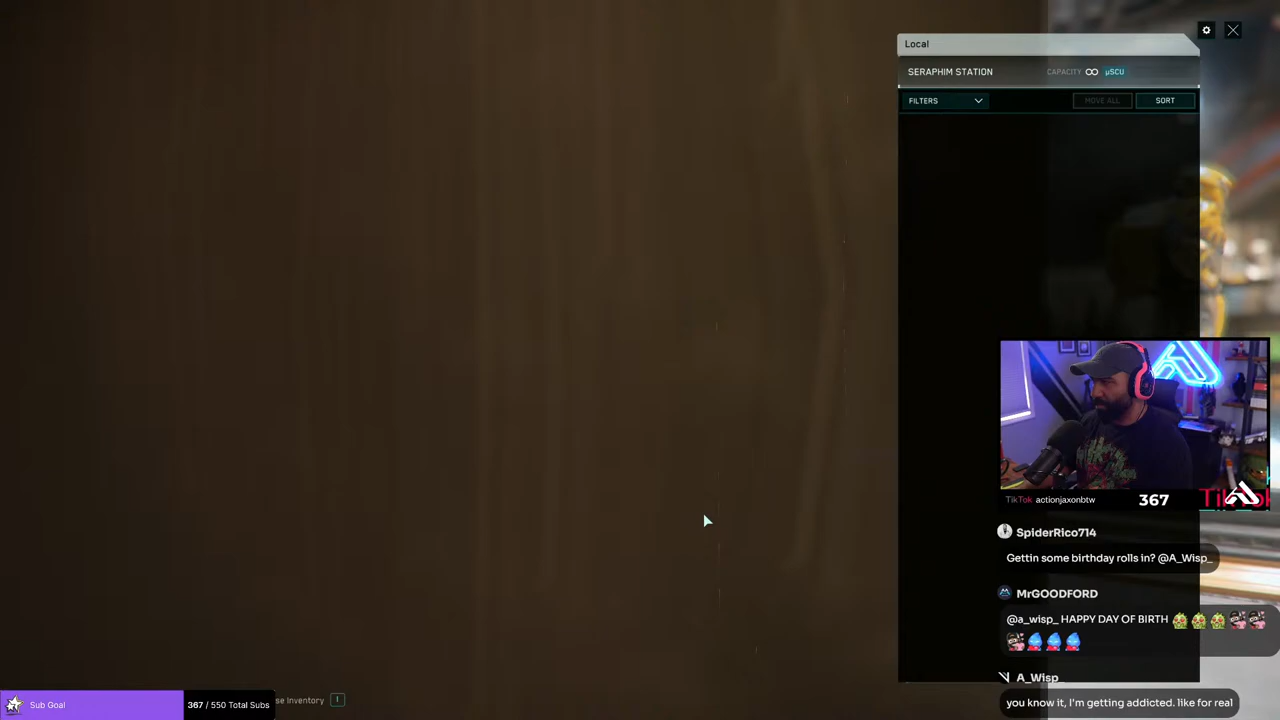 Local
SERAPHIM STATION CAPACITY ∞ µSCU
FILTERS MOVE ALL SORT
TikTok actionjaxonbtw 367
SpiderRico714
Gettin some birthday rolls in? @A_Wisp_
MrGOODFORD
@a_wisp_ HAPPY DAY OF BIRTH
A_Wisp_
you know it, I'm getting addicted. like for real
Sub Goal 367 / 550 Total Subs se Inventory I